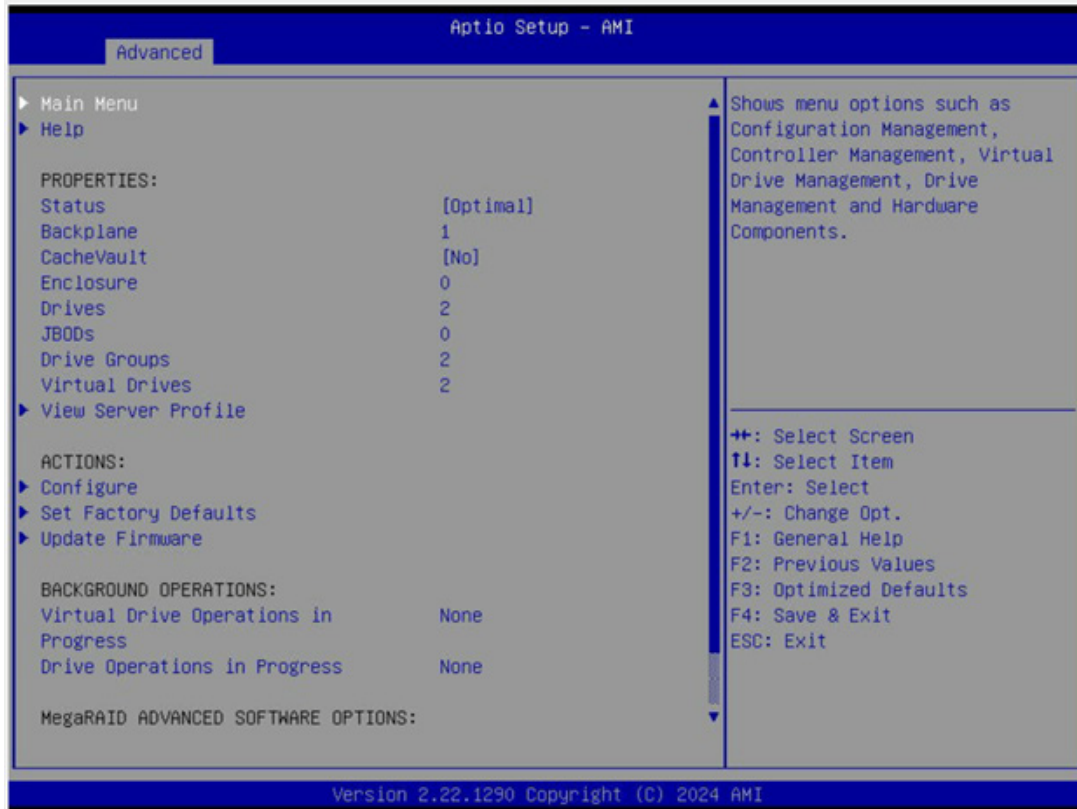 Aptio Setup – AMI
Advanced
Main Menu
Help
PROPERTIES:
Status [Optimal]
Backplane 1
CacheVault [No]
Enclosure 0
Drives 2
JBODs 0
Drive Groups 2
Virtual Drives 2
View Server Profile
ACTIONS:
Configure
Set Factory Defaults
Update Firmware
BACKGROUND OPERATIONS:
Virtual Drive Operations in None
Progress
Drive Operations in Progress None
MegaRAID ADVANCED SOFTWARE OPTIONS:
Shows menu options such as
Configuration Management,
Controller Management, Virtual
Drive Management, Drive
Management and Hardware
Components.
→←: Select Screen
↑↓: Select Item
Enter: Select
+/-: Change Opt.
F1: General Help
F2: Previous Values
F3: Optimized Defaults
F4: Save & Exit
ESC: Exit
Version 2.22.1290 Copyright (C) 2024 AMI